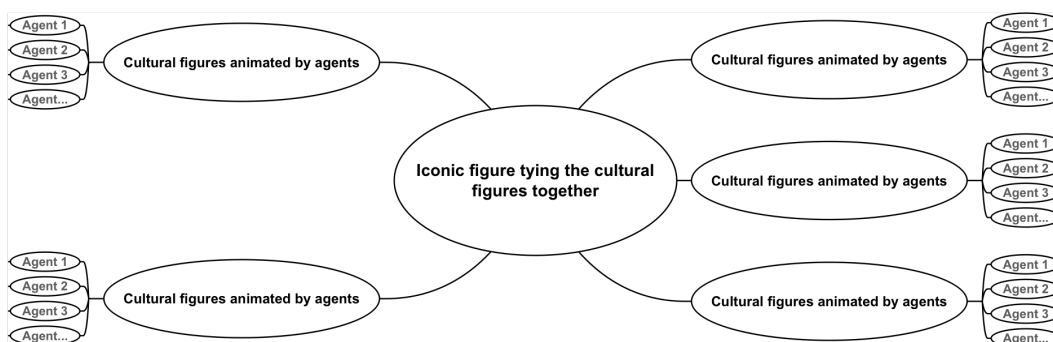 Agent 1
Agent 2
Agent 3
Agent...
Cultural figures animated by agents
Cultural figures animated by agents
Agent 1
Agent 2
Agent 3
Agent...
Iconic figure tying the cultural
figures together
Cultural figures animated by agents
Agent 1
Agent 2
Agent 3
Agent...
Agent 1
Agent 2
Agent 3
Agent...
Cultural figures animated by agents
Cultural figures animated by agents
Agent 1
Agent 2
Agent 3
Agent...